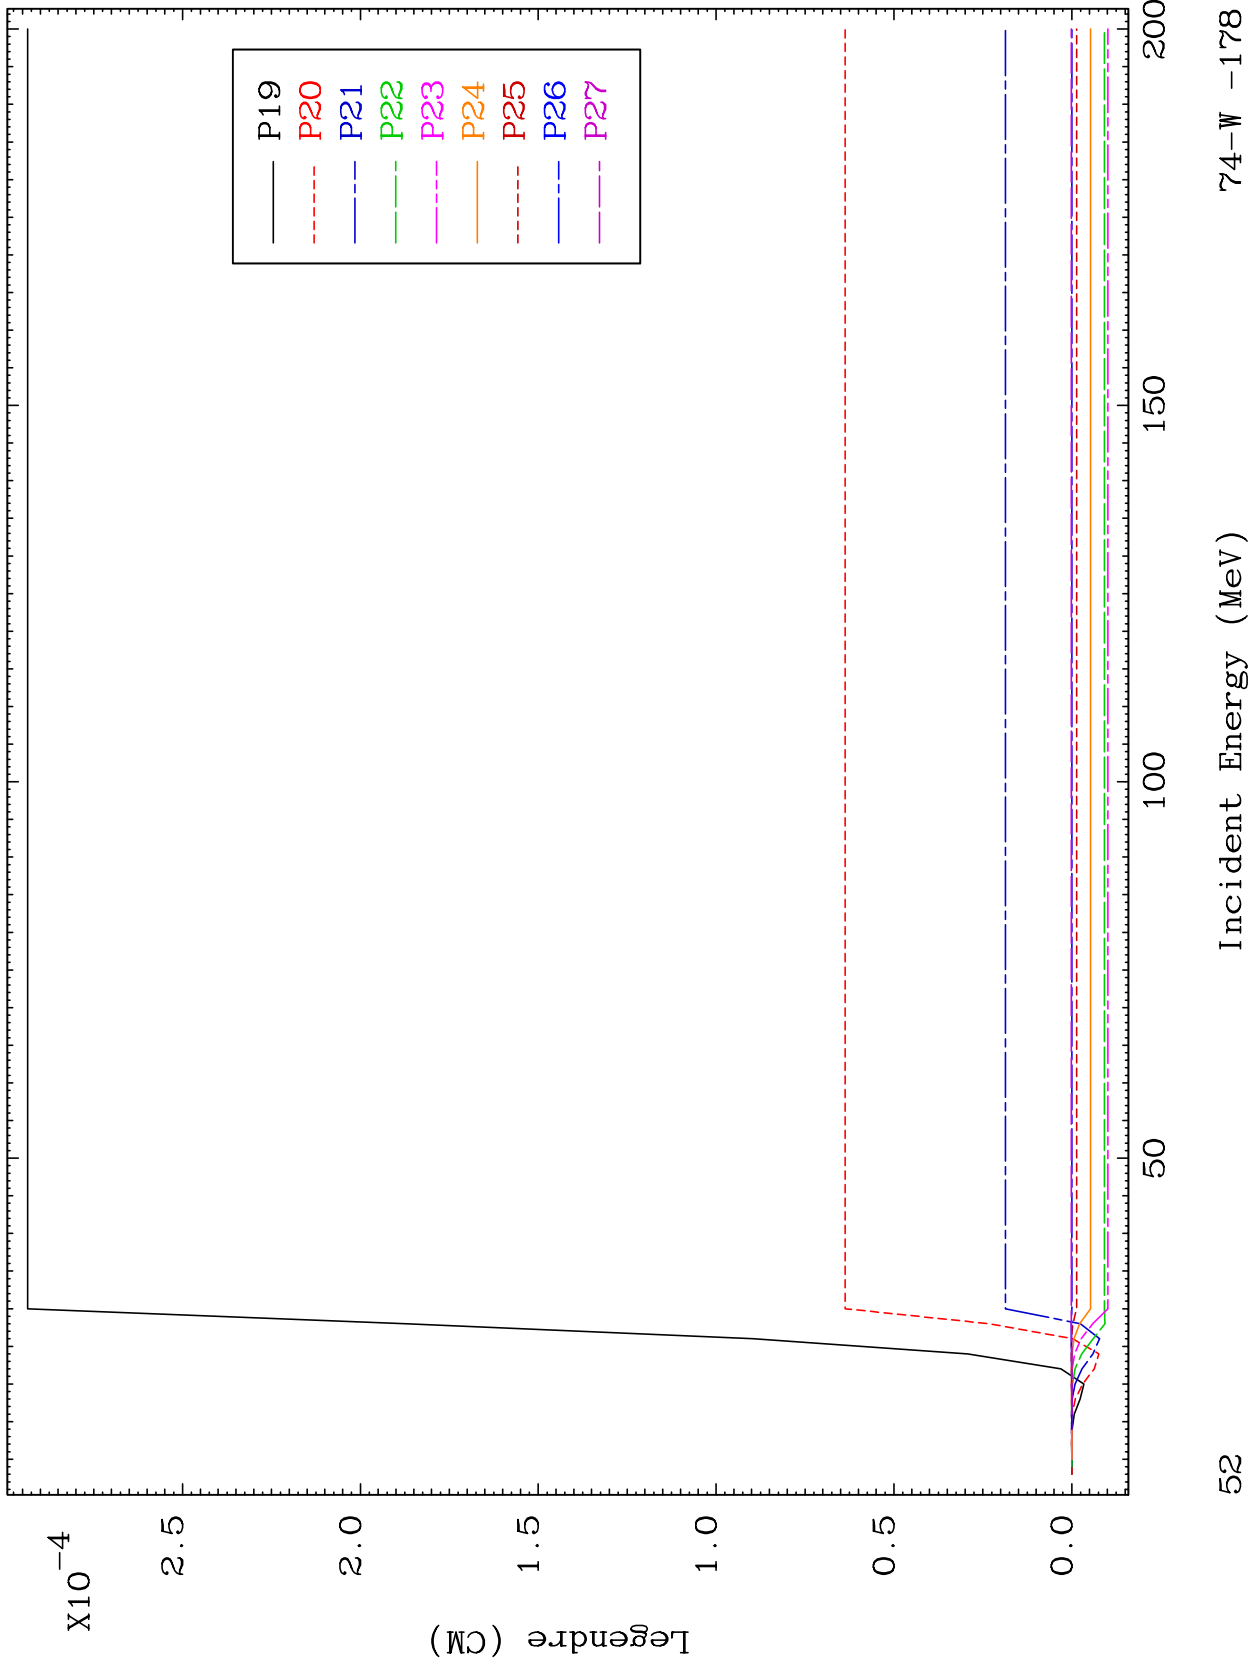 X10-4
2.5
2.0
1.5
1.0
0.5
0.0
Legendre (CM)
P19
P20
P21
P22
P23
P24
P25
P26
P27
50
100
150
200
52
Incident Energy (MeV)
74-W -178